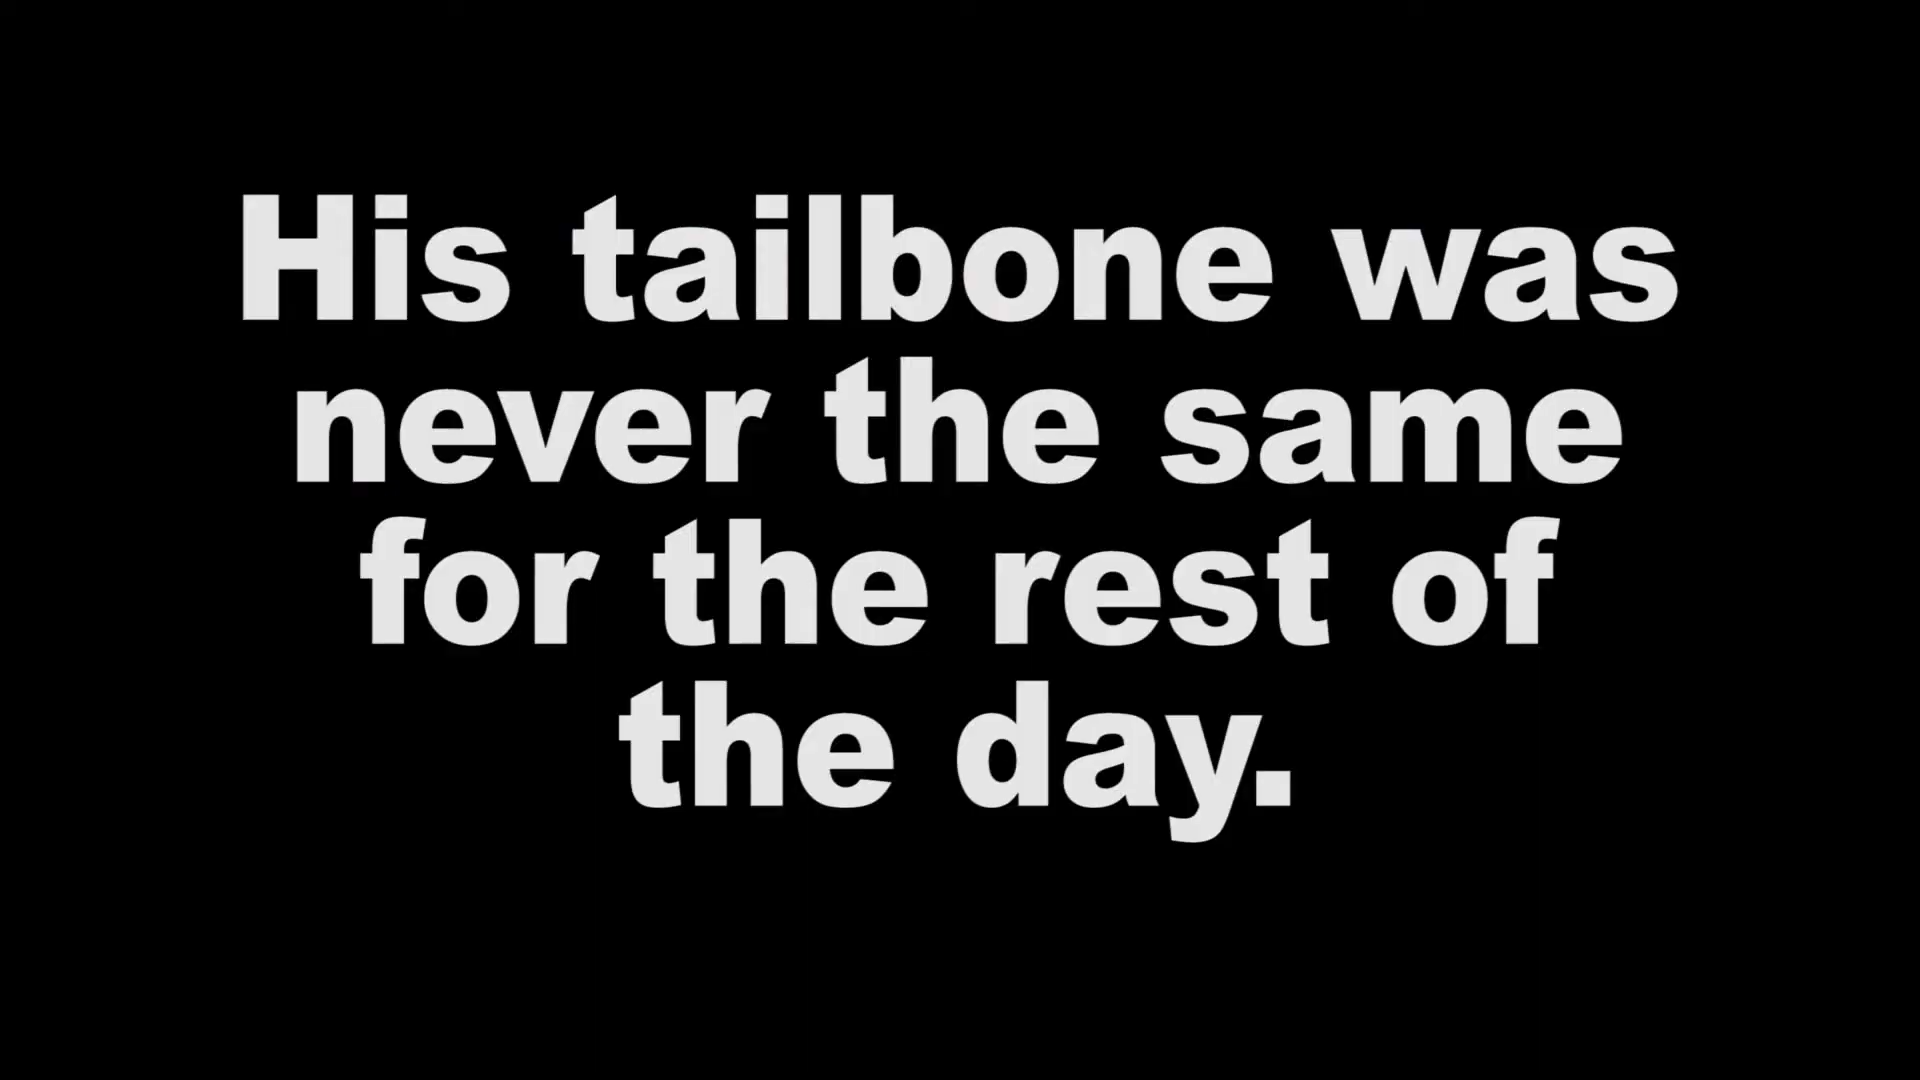 His tailbone was
never the same
for the rest of
the day.